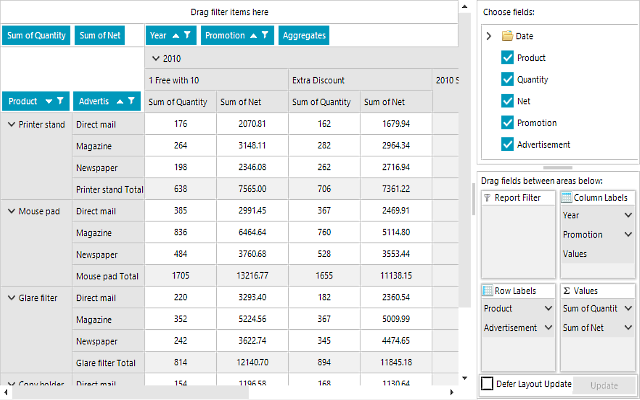 Drag filter items here
Sum of Quantity Sum of Net Year Promotion Aggregates
2010
1 Free with 10 Extra Discount 2010 S
Product Advertis Sum of Quantity Sum of Net Sum of Quantity Sum of Net
Printer stand Direct mail 176 2070.81 162 1679.94
Magazine 264 3148.11 282 2964.34
Newspaper 198 2346.08 262 2716.94
Printer stand Total 638 7565.00 706 7361.22
Mouse pad Direct mail 385 2991.45 367 2469.91
Magazine 836 6464.64 760 5114.80
Newspaper 484 3760.68 528 3553.44
Mouse pad Total 1705 13216.77 1655 11138.15
Glare filter Direct mail 220 3293.40 182 2360.54
Magazine 352 5224.56 367 5009.99
Newspaper 242 3622.74 345 4474.65
Glare filter Total 814 12140.70 894 11845.18
Copy holder Direct mail 154 1196.58 168 1130.64
Choose fields:
Date
Product
Quantity
Net
Promotion
Advertisement
Drag fields between areas below:
Report Filter Column Labels
Year
Promotion
Values
Row Labels Σ Values
Product Sum of Quantit
Advertisement Sum of Net
Defer Layout Update Update